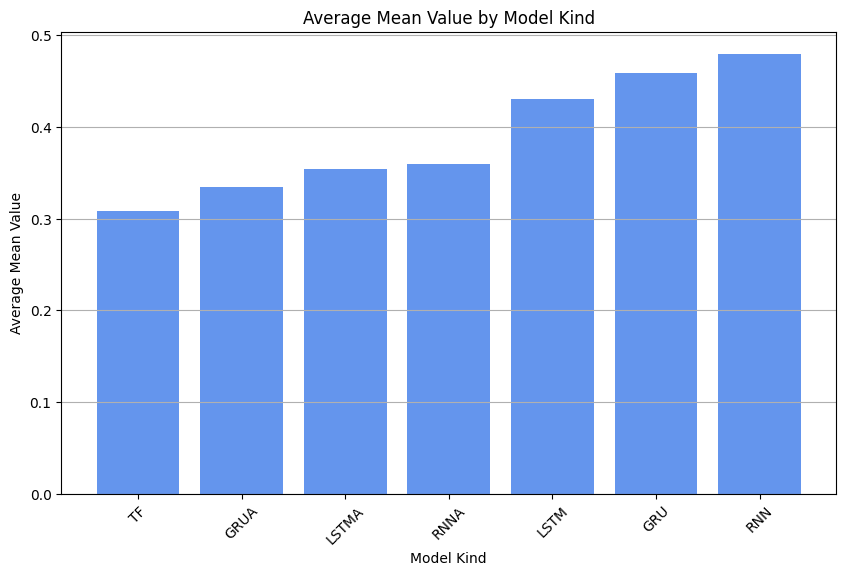 Average Mean Value by Model Kind
Average Mean Value
0.5
0.4
0.3
0.2
0.1
0.0
TF
GRUA
LSTMA
RNNA
LSTM
GRU
RNN
Model Kind